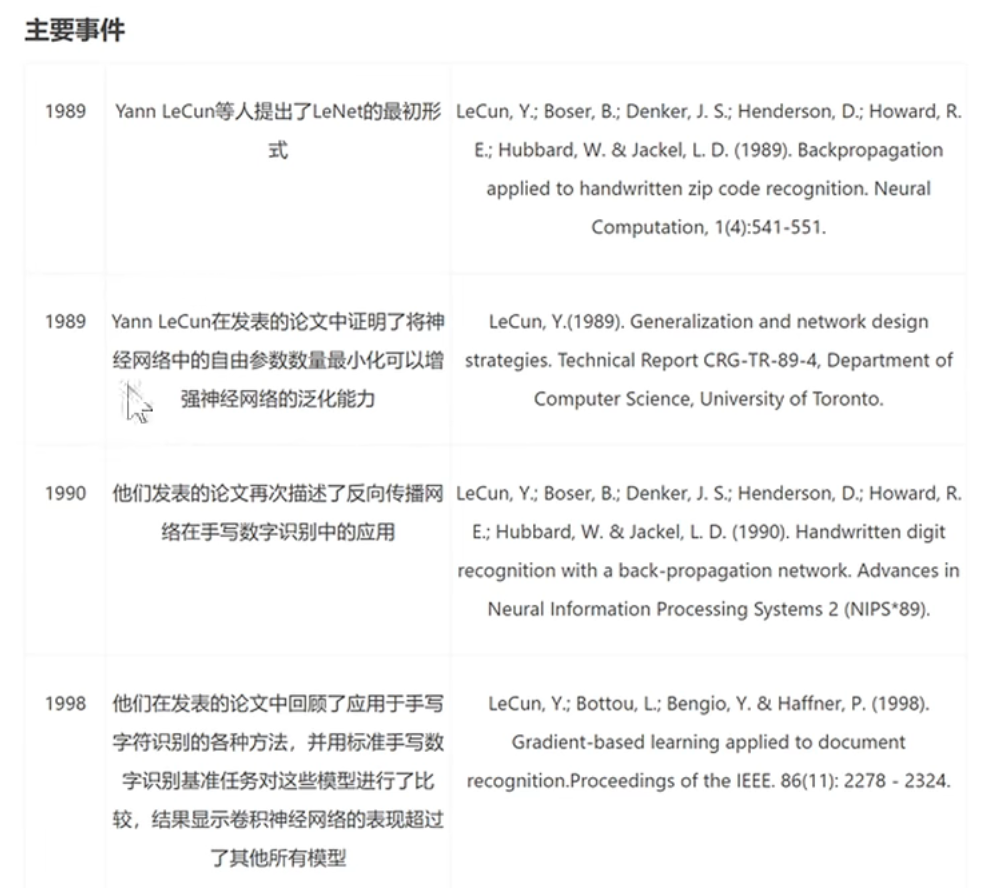 主要事件
1989
Yann LeCun等人提出了LeNet的最初形
式
LeCun, Y.; Boser, B.; Denker, J. S.; Henderson, D.; Howard, R.
E.; Hubbard, W. & Jackel, L. D. (1989). Backpropagation
applied to handwritten zip code recognition. Neural
Computation, 1(4):541-551.
1989
Yann LeCun在发表的论文中证明了将神
经网络中的自由参数数量最小化可以增
强神经网络的泛化能力
LeCun, Y.(1989). Generalization and network design
strategies. Technical Report CRG-TR-89-4, Department of
Computer Science, University of Toronto.
1990
他们发表的论文再次描述了反向传播网
络在手写数字识别中的应用
LeCun, Y.; Boser, B.; Denker, J. S.; Henderson, D.; Howard, R.
E.; Hubbard, W. & Jackel, L. D. (1990). Handwritten digit
recognition with a back-propagation network. Advances in
Neural Information Processing Systems 2 (NIPS*89).
1998
他们在发表的论文中回顾了应用于手写
字符识别的各种方法，并用标准手写数
字识别基准任务对这些模型进行了比
较，结果显示卷积神经网络的表现超过
了其他所有模型
LeCun, Y.; Bottou, L.; Bengio, Y. & Haffner, P. (1998).
Gradient-based learning applied to document
recognition.Proceedings of the IEEE. 86(11): 2278 - 2324.